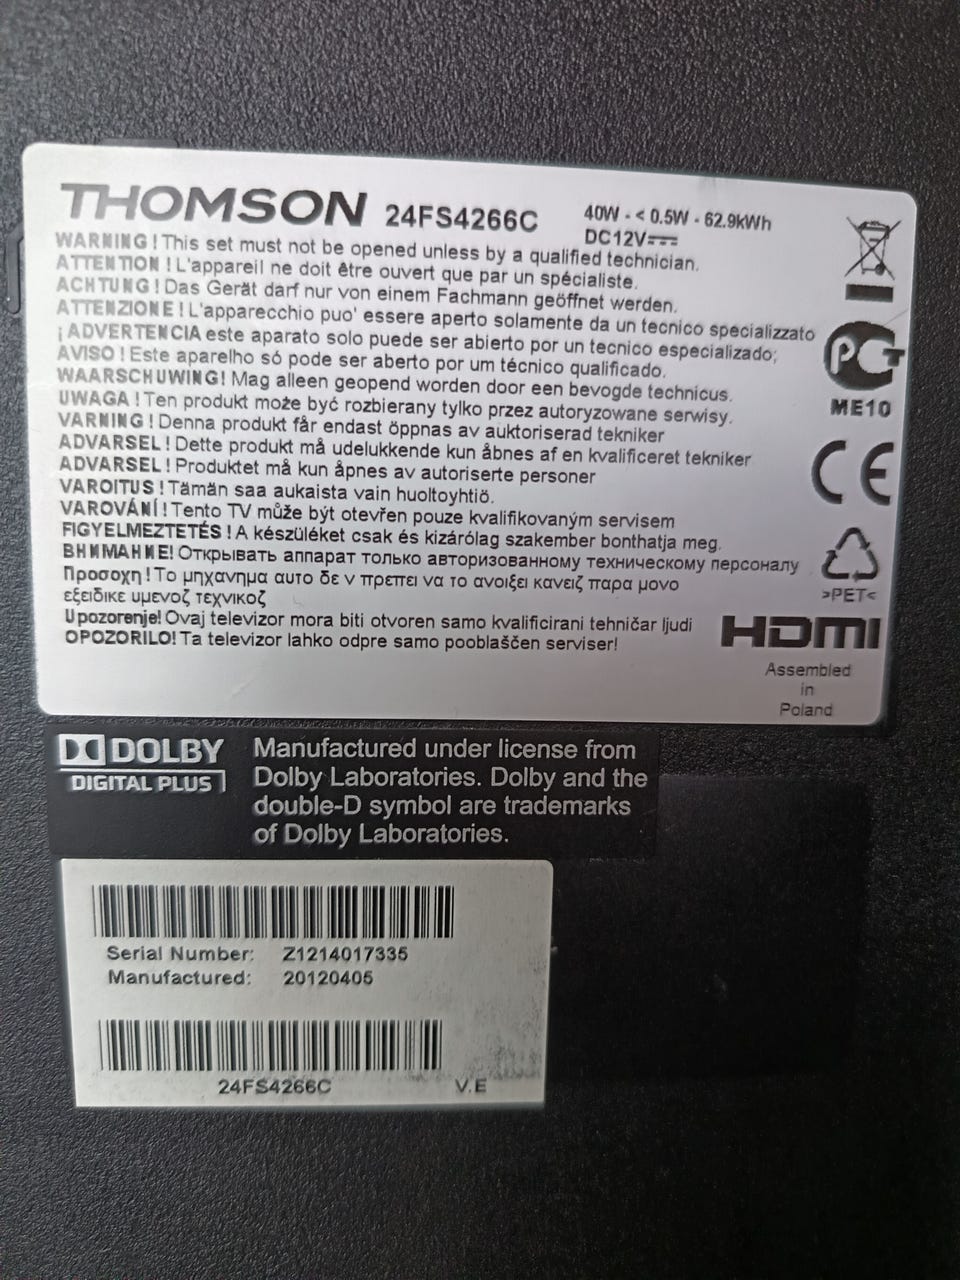 THOMSON 24FS4266C 40W - < 0.5W - 62.9kWh
DC12V
WARNING ! This set must not be opened unless by a qualified technician.
ATTENTION ! L'appareil ne doit être ouvert que par un spécialiste.
ACHTUNG ! Das Gerät darf nur von einem Fachmann geöffnet werden.
ATTENZIONE ! L'apparecchio puo' essere aperto solamente da un tecnico specializzato
¡ ADVERTENCIA este aparato solo puede ser abierto por un tecnico especializado;
AVISO ! Este aparelho só pode ser aberto por um técnico qualificado.
WAARSCHUWING! Mag alleen geopend worden door een bevogde technicus.
UWAGA ! Ten produkt może być rozbierany tylko przez autoryzowane serwisy.
VARNING ! Denna produkt får endast öppnas av auktoriserad tekniker
ADVARSEL ! Dette produkt må udelukkende kun åbnes af en kvalificeret tekniker
ADVARSEL ! Produktet må kun åpnes av autoriserte personer
VAROITUS ! Tämän saa aukaista vain huoltoyhtiö.
VAROVÁNÍ ! Tento TV může být otevřen pouze kvalifikovaným servisem
FIGYELMEZTETÉS ! A készüléket csak és kizárólag szakember bonthatja meg.
ВНИМАНИЕ! Открывать аппарат только авторизованному техническому персоналу
Προσοχη ! Το μηχανημα αυτο δε ν πρεπει να το ανοιξει κανειζ παρα μονο
εξειδικε υμενοζ τεχνικοζ
Upozorenje! Ovaj televizor mora biti otvoren samo kvalificirani tehničar ljudi
OPOZORILO! Ta televizor lahko odpre samo pooblaščen serviser!
PCT
ME10
CE
>PET<
HDMI
Assembled
in
Poland
DOLBY
DIGITAL PLUS
Manufactured under license from
Dolby Laboratories. Dolby and the
double-D symbol are trademarks
of Dolby Laboratories.
Serial Number: Z1214017335
Manufactured: 20120405
24FS4266C V.E